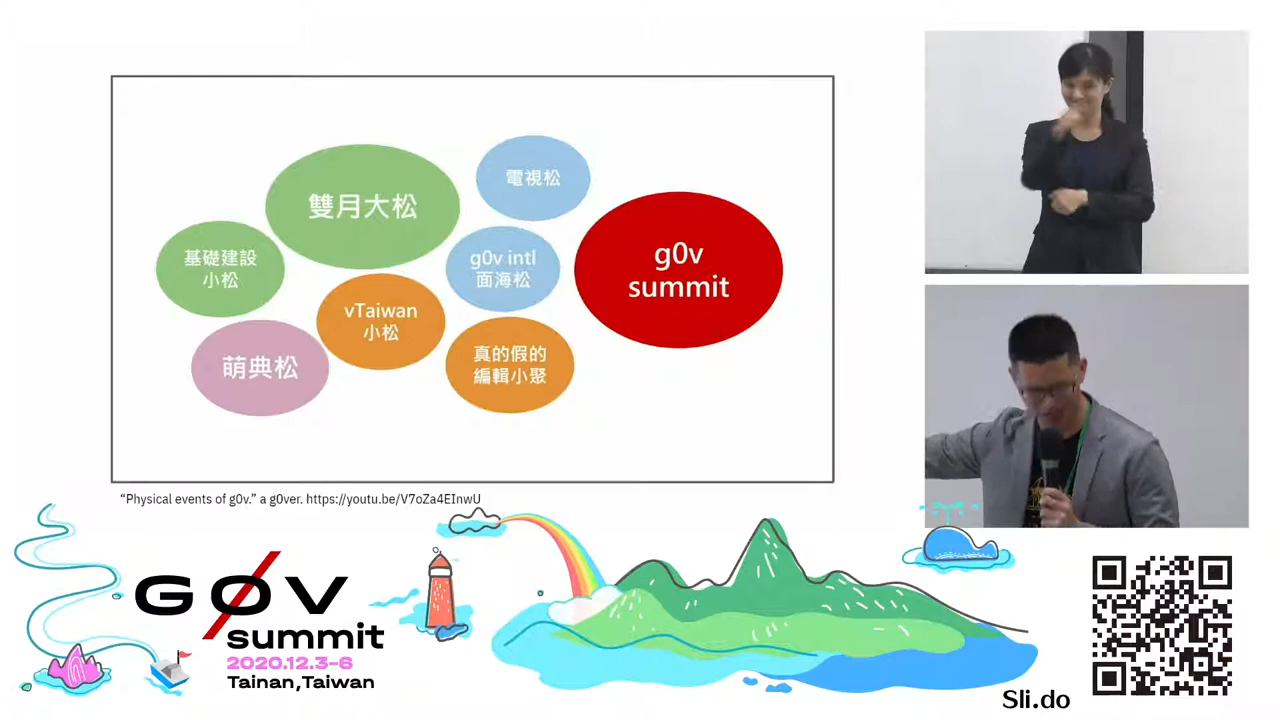 電視松
雙月大松
g0v
summit
基礎建設
小松
g0v intl
面海松
vTaiwan
小松
萌典松
真的假的
編輯小聚
“Physical events of g0v.” a g0ver. https://youtu.be/V7oZa4EInwU
G0V
summit
2020.12.3-6
Tainan,Taiwan
Sli.do